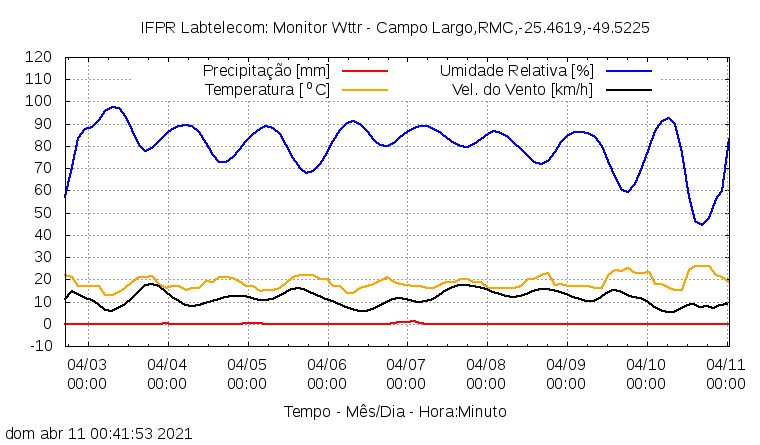 IFPR Labtelecom: Monitor Wttr - Campo Largo,RMC,-25.4619,-49.5225
120
110
100
90
80
70
60
50
40
30
20
10
0
-10
Precipitação [mm]
Temperatura [⁰C]
Umidade Relativa [%]
Vel. do Vento [km/h]
04/03 04/04 04/05 04/06 04/07 04/08 04/09 04/10 04/11
00:00 00:00 00:00 00:00 00:00 00:00 00:00 00:00 00:00
Tempo - Mês/Dia - Hora:Minuto
dom abr 11 00:41:53 2021